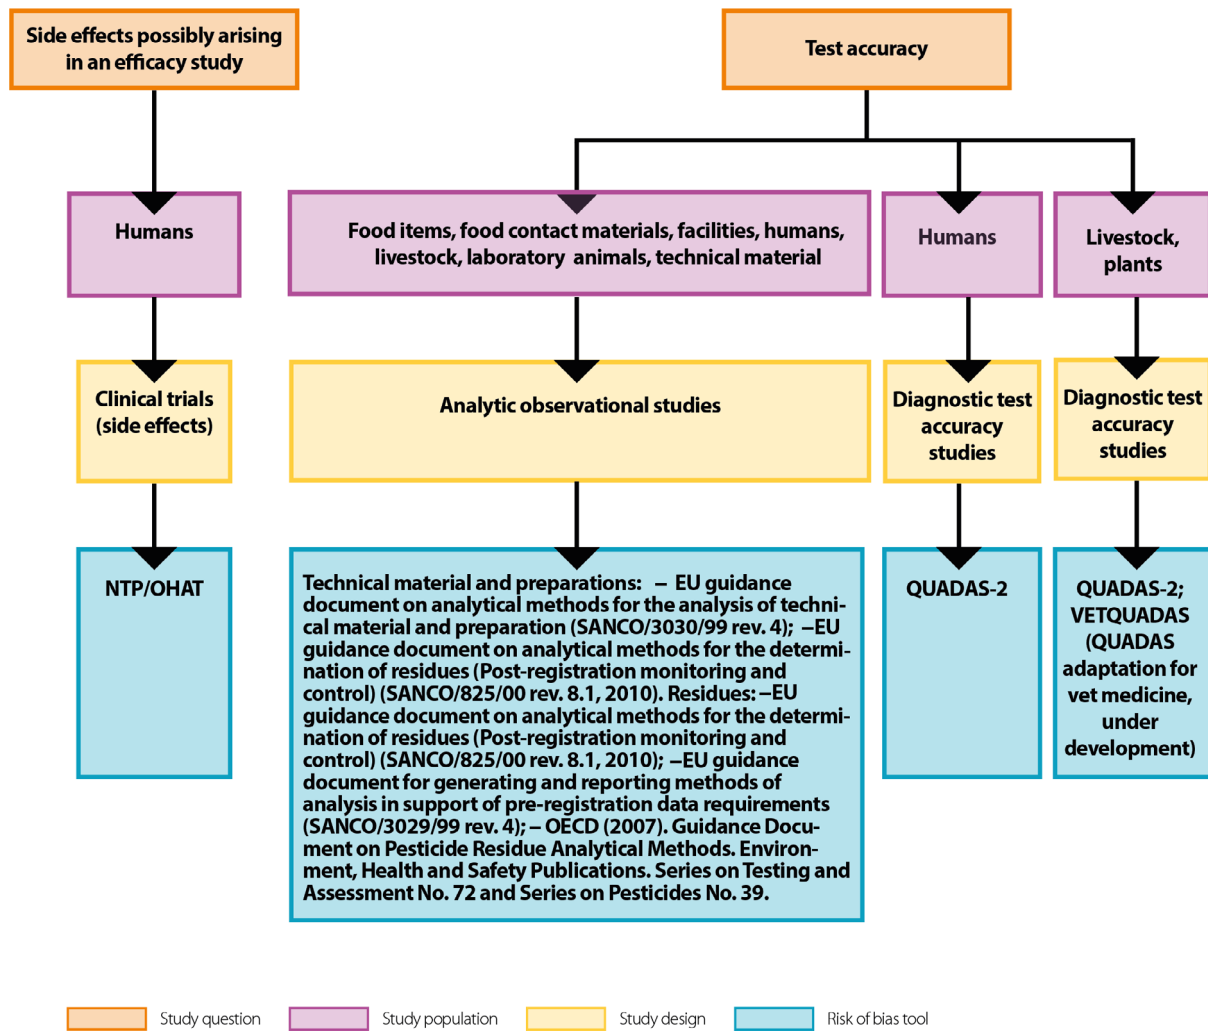 Side effects possibly arising
in an efficacy study
Test accuracy
Humans
Food items, food contact materials, facilities, humans,
livestock, laboratory animals, technical material
Humans
Livestock,
plants
Clinical trials
(side effects)
Analytic observational studies
Diagnostic test
accuracy
studies
Diagnostic test
accuracy
studies
NTP/OHAT
Technical material and preparations: – EU guidance
document on analytical methods for the analysis of techni-
cal material and preparation (SANCO/3030/99 rev. 4); –EU
guidance document on analytical methods for the determi-
nation of residues (Post-registration monitoring and
control) (SANCO/825/00 rev. 8.1, 2010). Residues: –EU
guidance document on analytical methods for the determi-
nation of residues (Post-registration monitoring and
control) (SANCO/825/00 rev. 8.1, 2010); –EU guidance
document for generating and reporting methods of
analysis in support of pre-registration data requirements
(SANCO/3029/99 rev. 4); – OECD (2007). Guidance Docu-
ment on Pesticide Residue Analytical Methods. Environ-
ment, Health and Safety Publications. Series on Testing and
Assessment No. 72 and Series on Pesticides No. 39.
QUADAS-2
QUADAS-2;
VETQUADAS
(QUADAS
adaptation for
vet medicine,
under
development)
Study question
Study population
Study design
Risk of bias tool